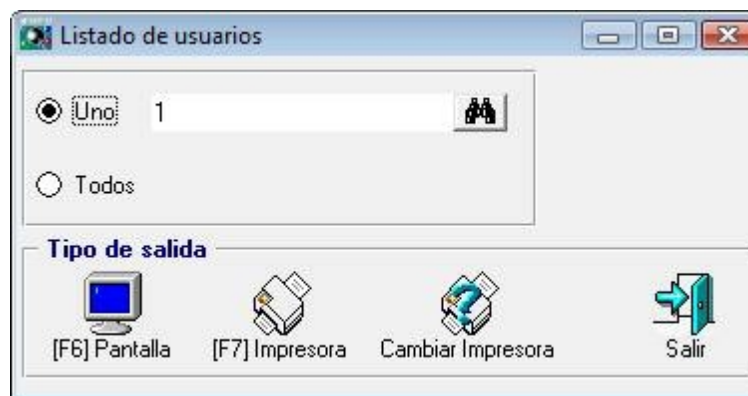 Listado de usuarios
Uno 1
Todos
Tipo de salida
[F6] Pantalla [F7] Impresora Cambiar Impresora Salir